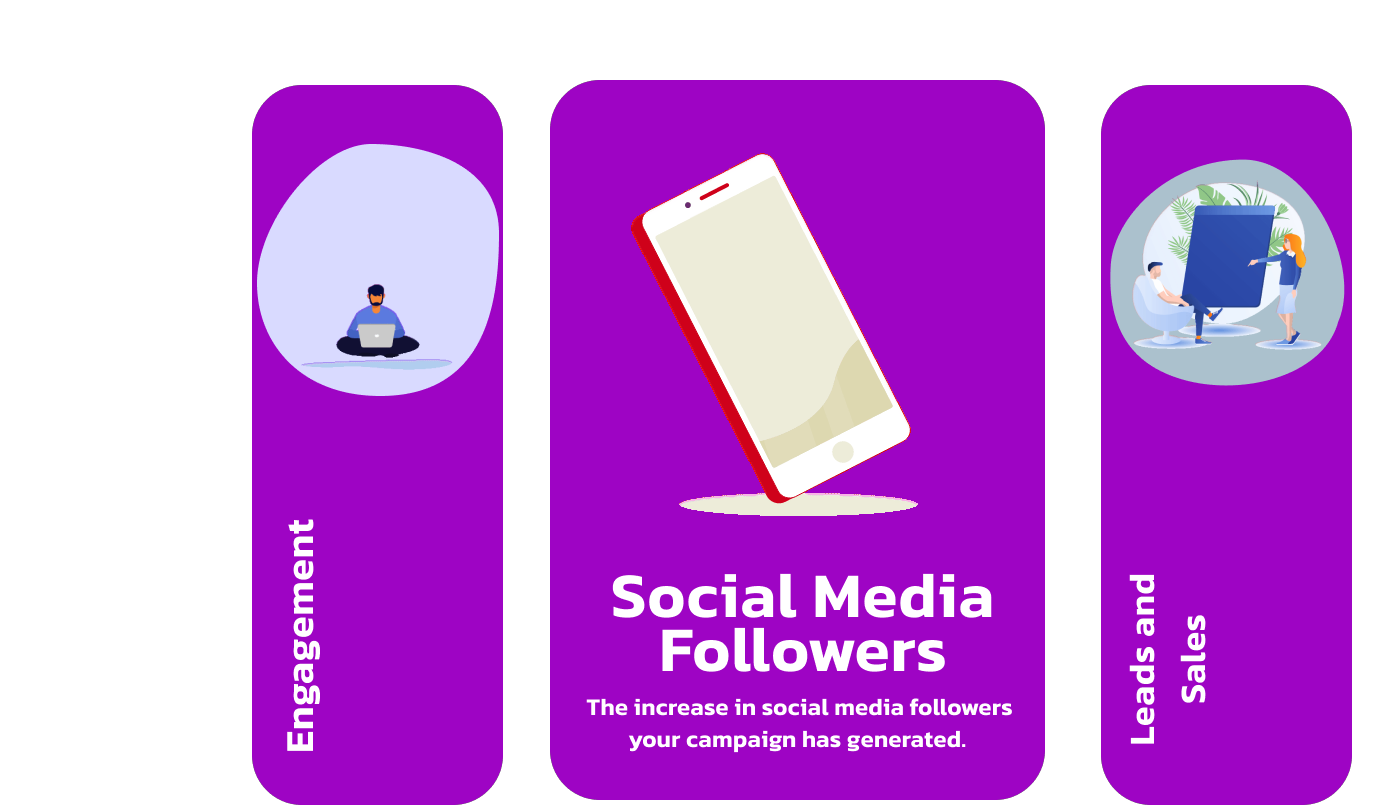 Engagement
Social Media
Followers
The increase in social media followers
your campaign has generated.
Leads and
Sales